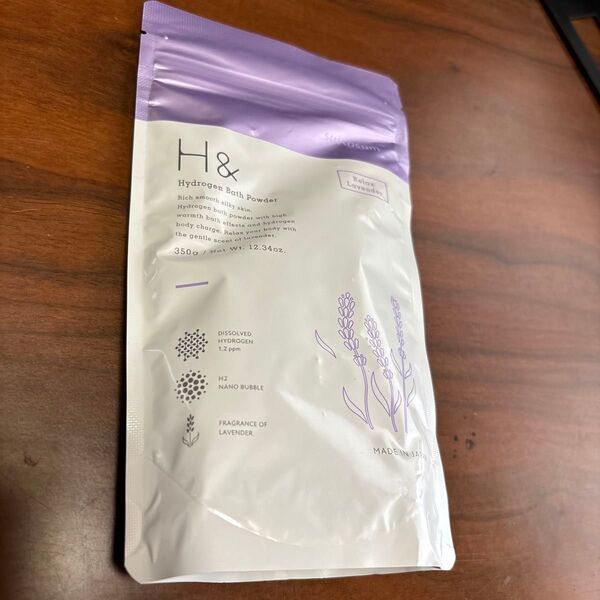 H&
Hydrogen Bath Powder
Rich smooth silky skin.
Hydrogen bath powder with high
warmth bath effects and hydrogen
body charge. Relax your body with
the gentle scent of lavender.
350g / Net Wt. 12.34oz.
Relax
Lavender
DISSOLVED
HYDROGEN
1.2 ppm
H2
NANO BUBBLE
FRAGRANCE OF
LAVENDER
MADE IN